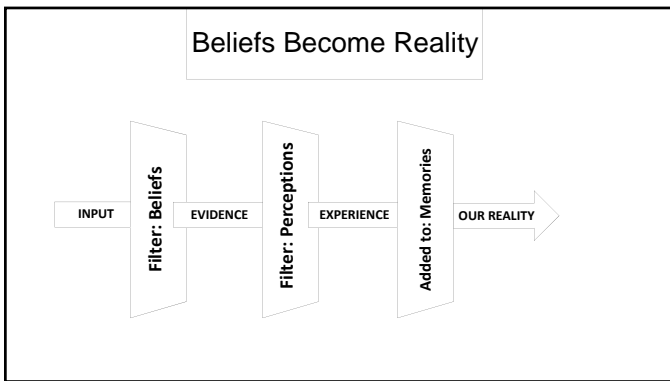 Beliefs Become Reality
INPUT
Filter: Beliefs
EVIDENCE
Filter: Perceptions
EXPERIENCE
Added to: Memories
OUR REALITY